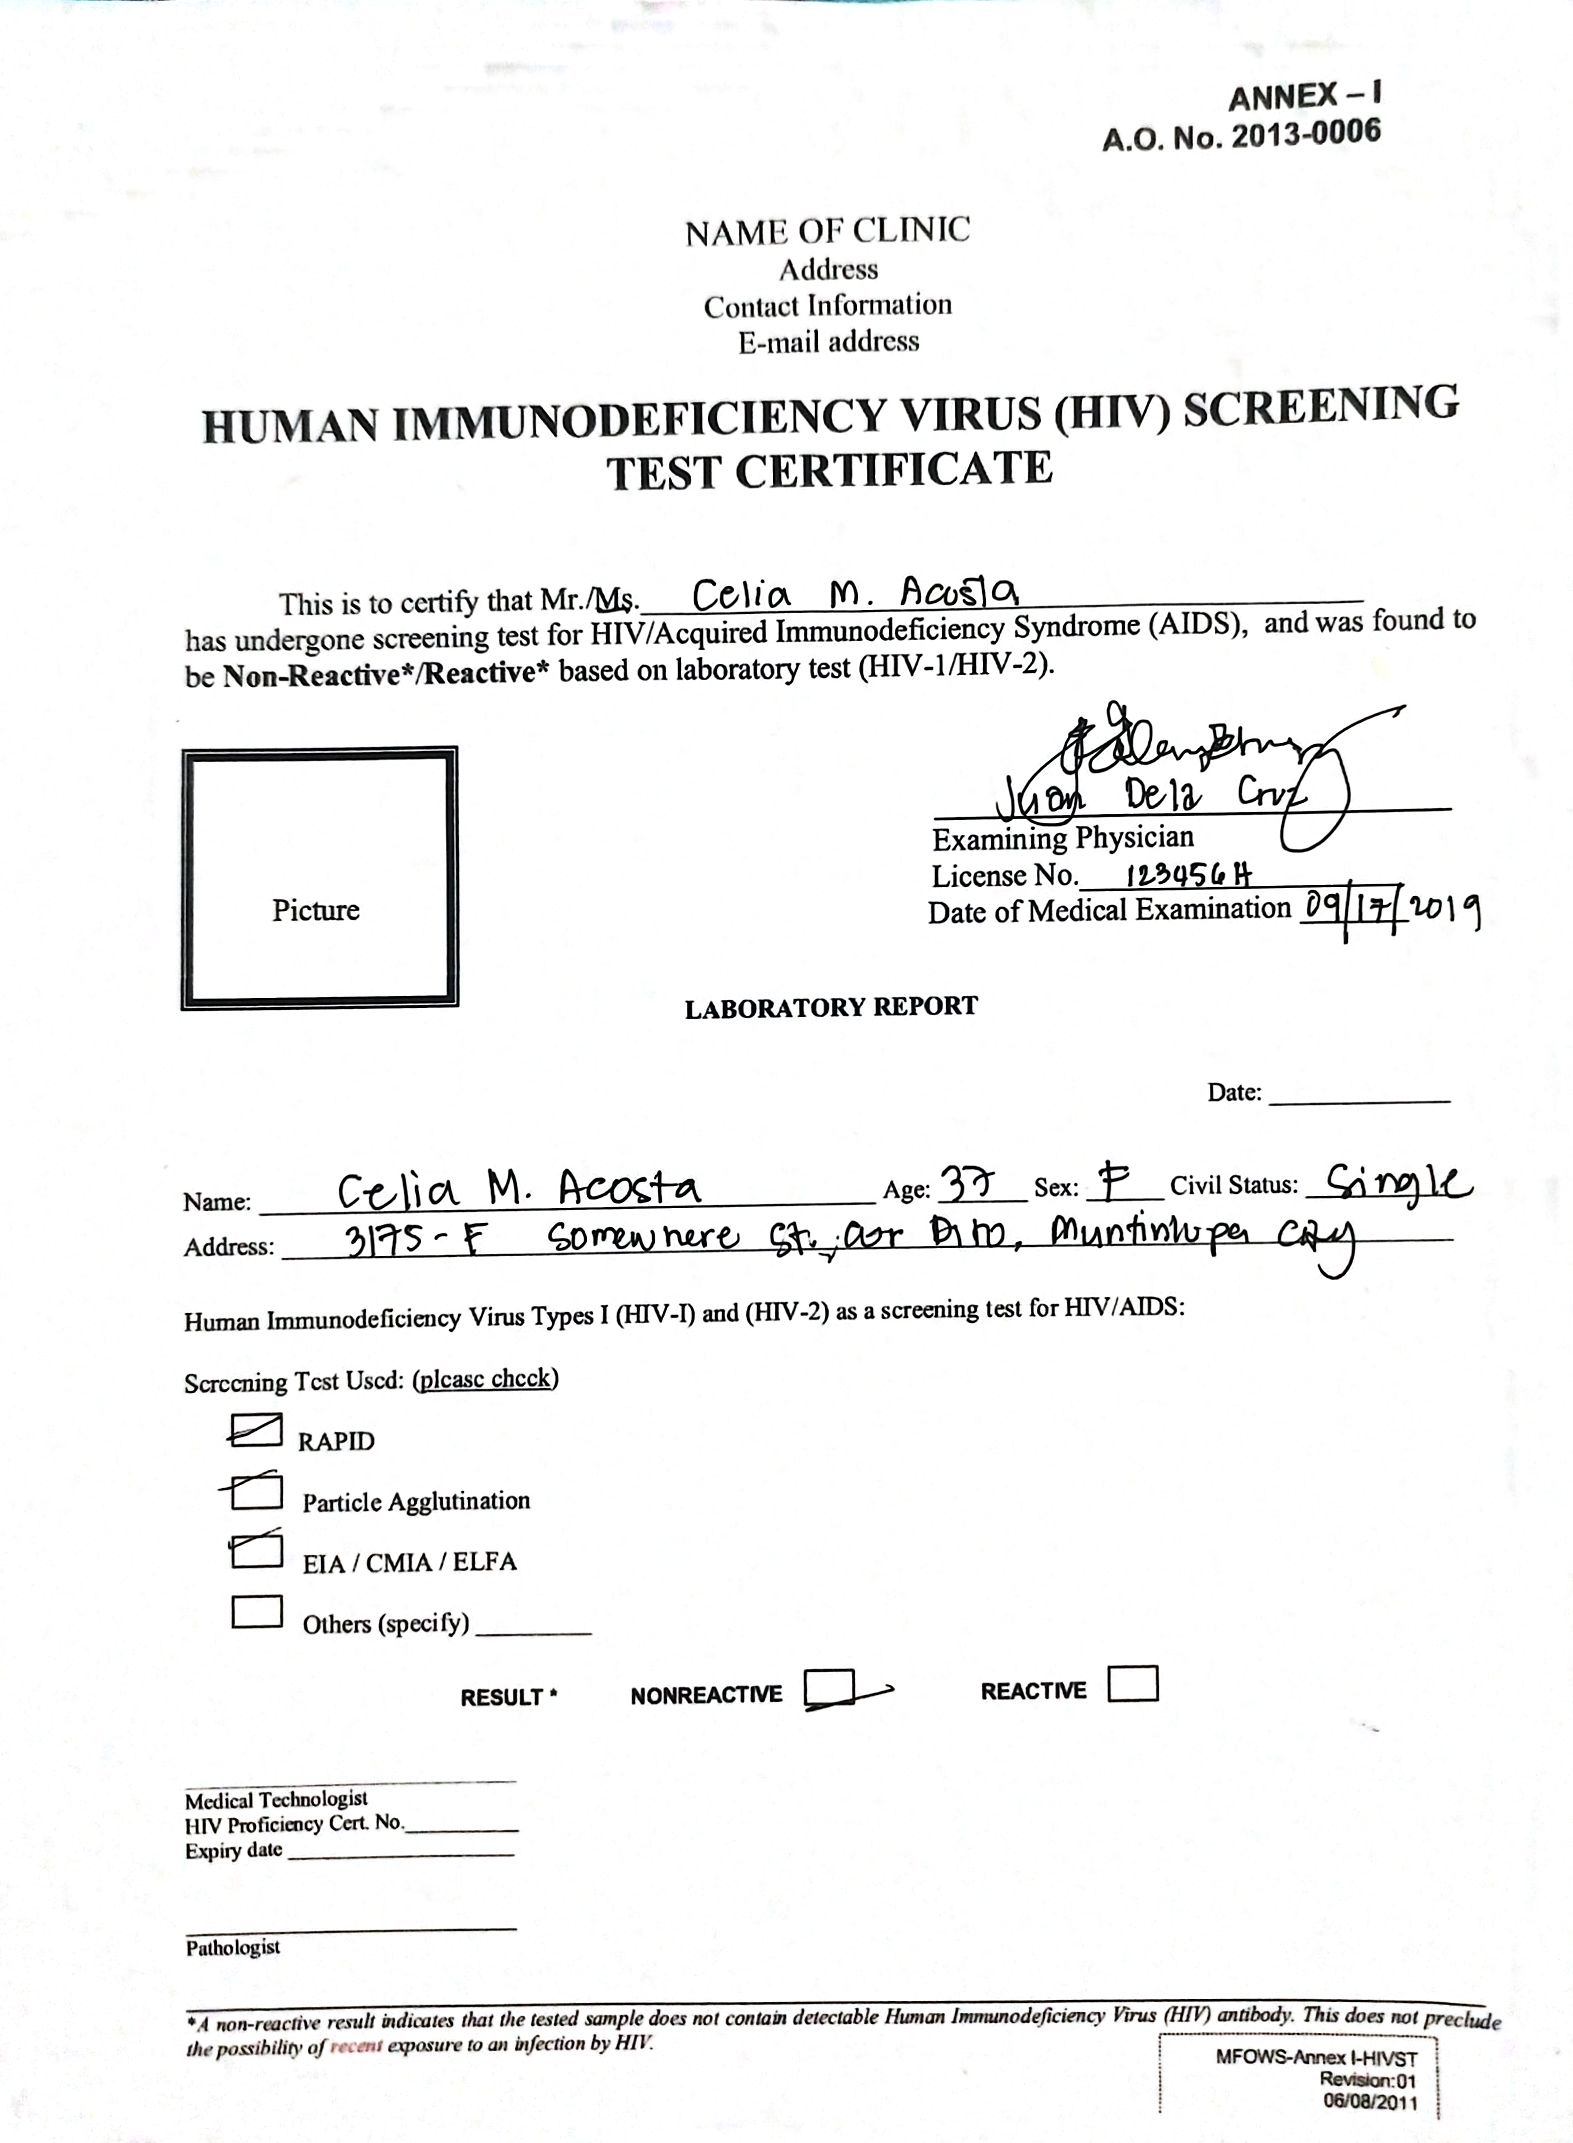 ANNEX – I
A.O. No. 2013-0006
NAME OF CLINIC
Address
Contact Information
E-mail address
HUMAN IMMUNODEFICIENCY VIRUS (HIV) SCREENING
TEST CERTIFICATE
This is to certify that Mr./Ms. Celia M. Acosta
has undergone screening test for HIV/Acquired Immunodeficiency Syndrome (AIDS), and was found to
be Non-Reactive*/Reactive* based on laboratory test (HIV-1/HIV-2).
Juan Dela Cruz
Examining Physician
License No. 123456H
Date of Medical Examination 09/17/2019
Picture
LABORATORY REPORT
Date:
Name: Celia M. Acosta Age: 37 Sex: F Civil Status: Single
Address: 3175-F Somewhere St., Muntinlupa City
Human Immunodeficiency Virus Types I (HIV-I) and (HIV-2) as a screening test for HIV/AIDS:
Screening Test Used: (please check)
RAPID
Particle Agglutination
EIA / CMIA / ELFA
Others (specify)
RESULT * NONREACTIVE REACTIVE
Medical Technologist
HIV Proficiency Cert. No.
Expiry date
Pathologist
*A non-reactive result indicates that the tested sample does not contain detectable Human Immunodeficiency Virus (HIV) antibody. This does not preclude
the possibility of recent exposure to an infection by HIV.
MFOWS-Annex I-HIVST
Revision:01
06/08/2011